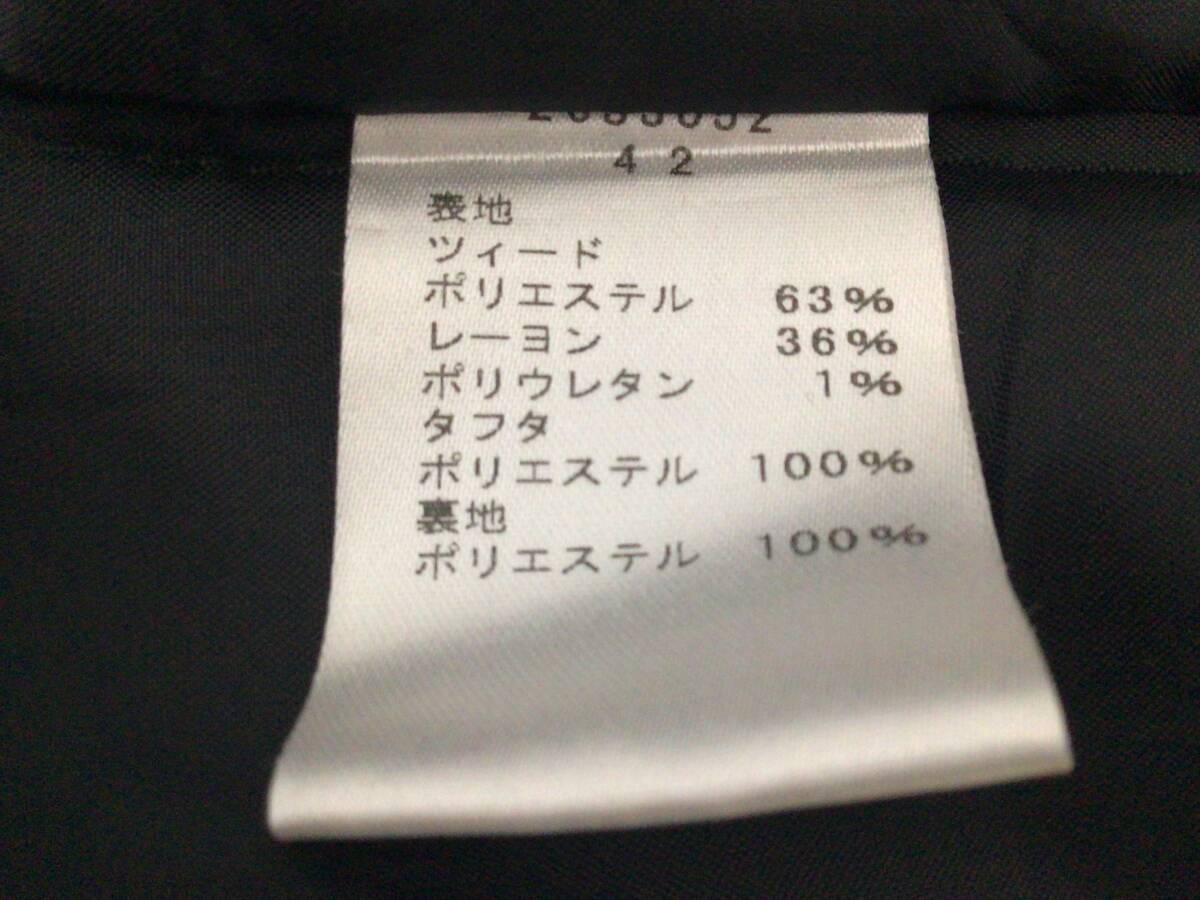 ４２
表地
ツィード
ポリエステル 63%
レーヨン 36%
ポリウレタン 1%
タフタ
ポリエステル 100%
裏地
ポリエステル 100%